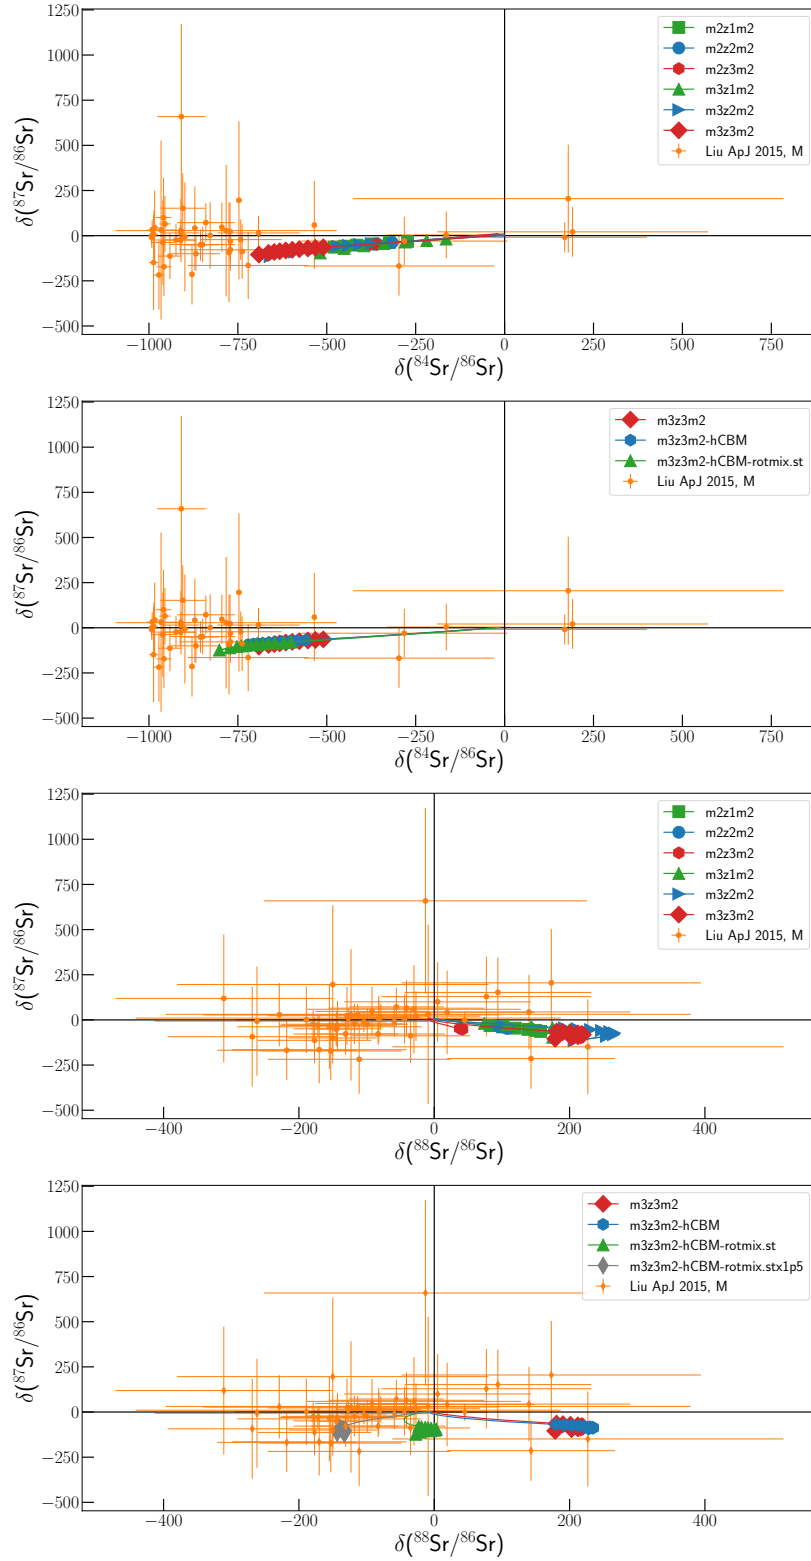 1250
1000
750
500
250
0
−250
−500
δ(⁸⁷Sr/⁸⁶Sr)
m2z1m2
m2z2m2
m2z3m2
m3z1m2
m3z2m2
m3z3m2
Liu ApJ 2015, M
−1000 −750 −500 −250 0 250 500 750
δ(⁸⁴Sr/⁸⁶Sr)
1250
1000
750
500
250
0
−250
−500
δ(⁸⁷Sr/⁸⁶Sr)
m3z3m2
m3z3m2-hCBM
m3z3m2-hCBM-rotmix.st
Liu ApJ 2015, M
−1000 −750 −500 −250 0 250 500 750
δ(⁸⁴Sr/⁸⁶Sr)
1250
1000
750
500
250
0
−250
−500
δ(⁸⁷Sr/⁸⁶Sr)
m2z1m2
m2z2m2
m2z3m2
m3z1m2
m3z2m2
m3z3m2
Liu ApJ 2015, M
−400 −200 0 200 400
δ(⁸⁸Sr/⁸⁶Sr)
1250
1000
750
500
250
0
−250
−500
δ(⁸⁷Sr/⁸⁶Sr)
m3z3m2
m3z3m2-hCBM
m3z3m2-hCBM-rotmix.st
m3z3m2-hCBM-rotmix.stx1p5
Liu ApJ 2015, M
−400 −200 0 200 400
δ(⁸⁸Sr/⁸⁶Sr)